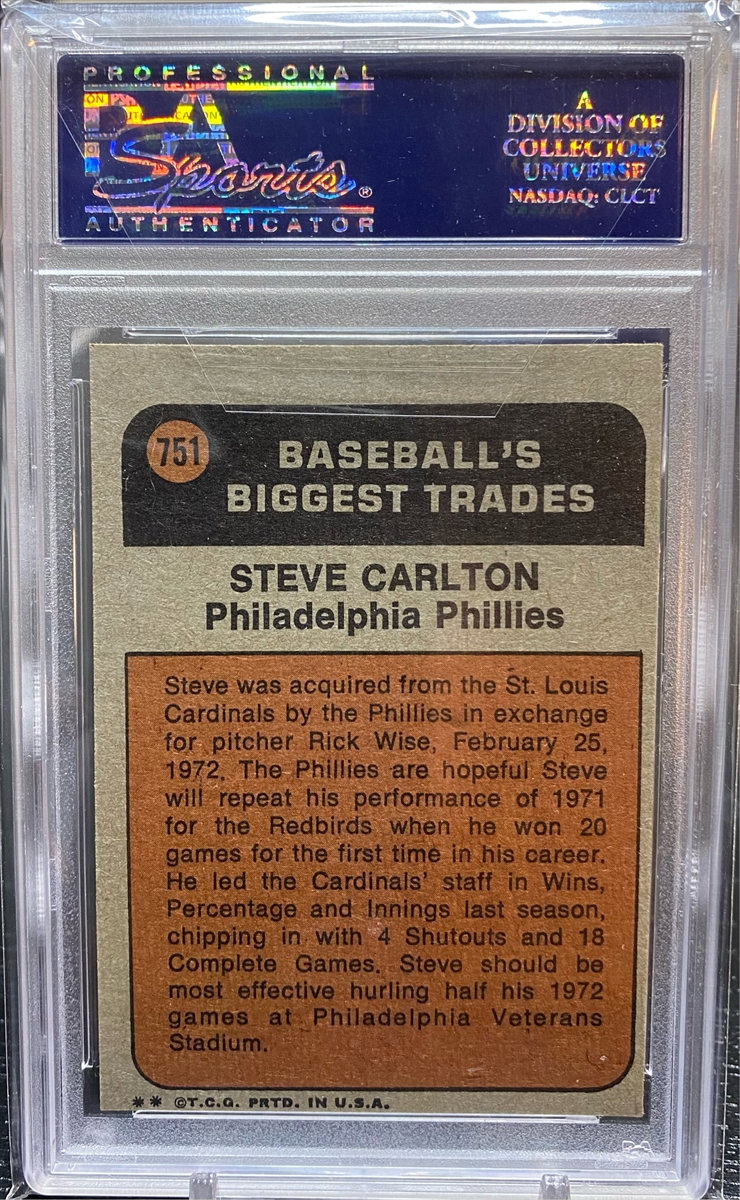 PROFESSIONAL
PSA
Sports®
AUTHENTICATOR
A
DIVISION OF
COLLECTORS
UNIVERSE
NASDAQ: CLCT
751
BASEBALL'S
BIGGEST TRADES
STEVE CARLTON
Philadelphia Phillies
Steve was acquired from the St. Louis
Cardinals by the Phillies in exchange
for pitcher Rick Wise, February 25,
1972. The Phillies are hopeful Steve
will repeat his performance of 1971
for the Redbirds when he won 20
games for the first time in his career.
He led the Cardinals' staff in Wins,
Percentage and Innings last season,
chipping in with 4 Shutouts and 18
Complete Games. Steve should be
most effective hurling half his 1972
games at Philadelphia Veterans
Stadium.
** ©T.C.G. PRTD. IN U.S.A.
PSA